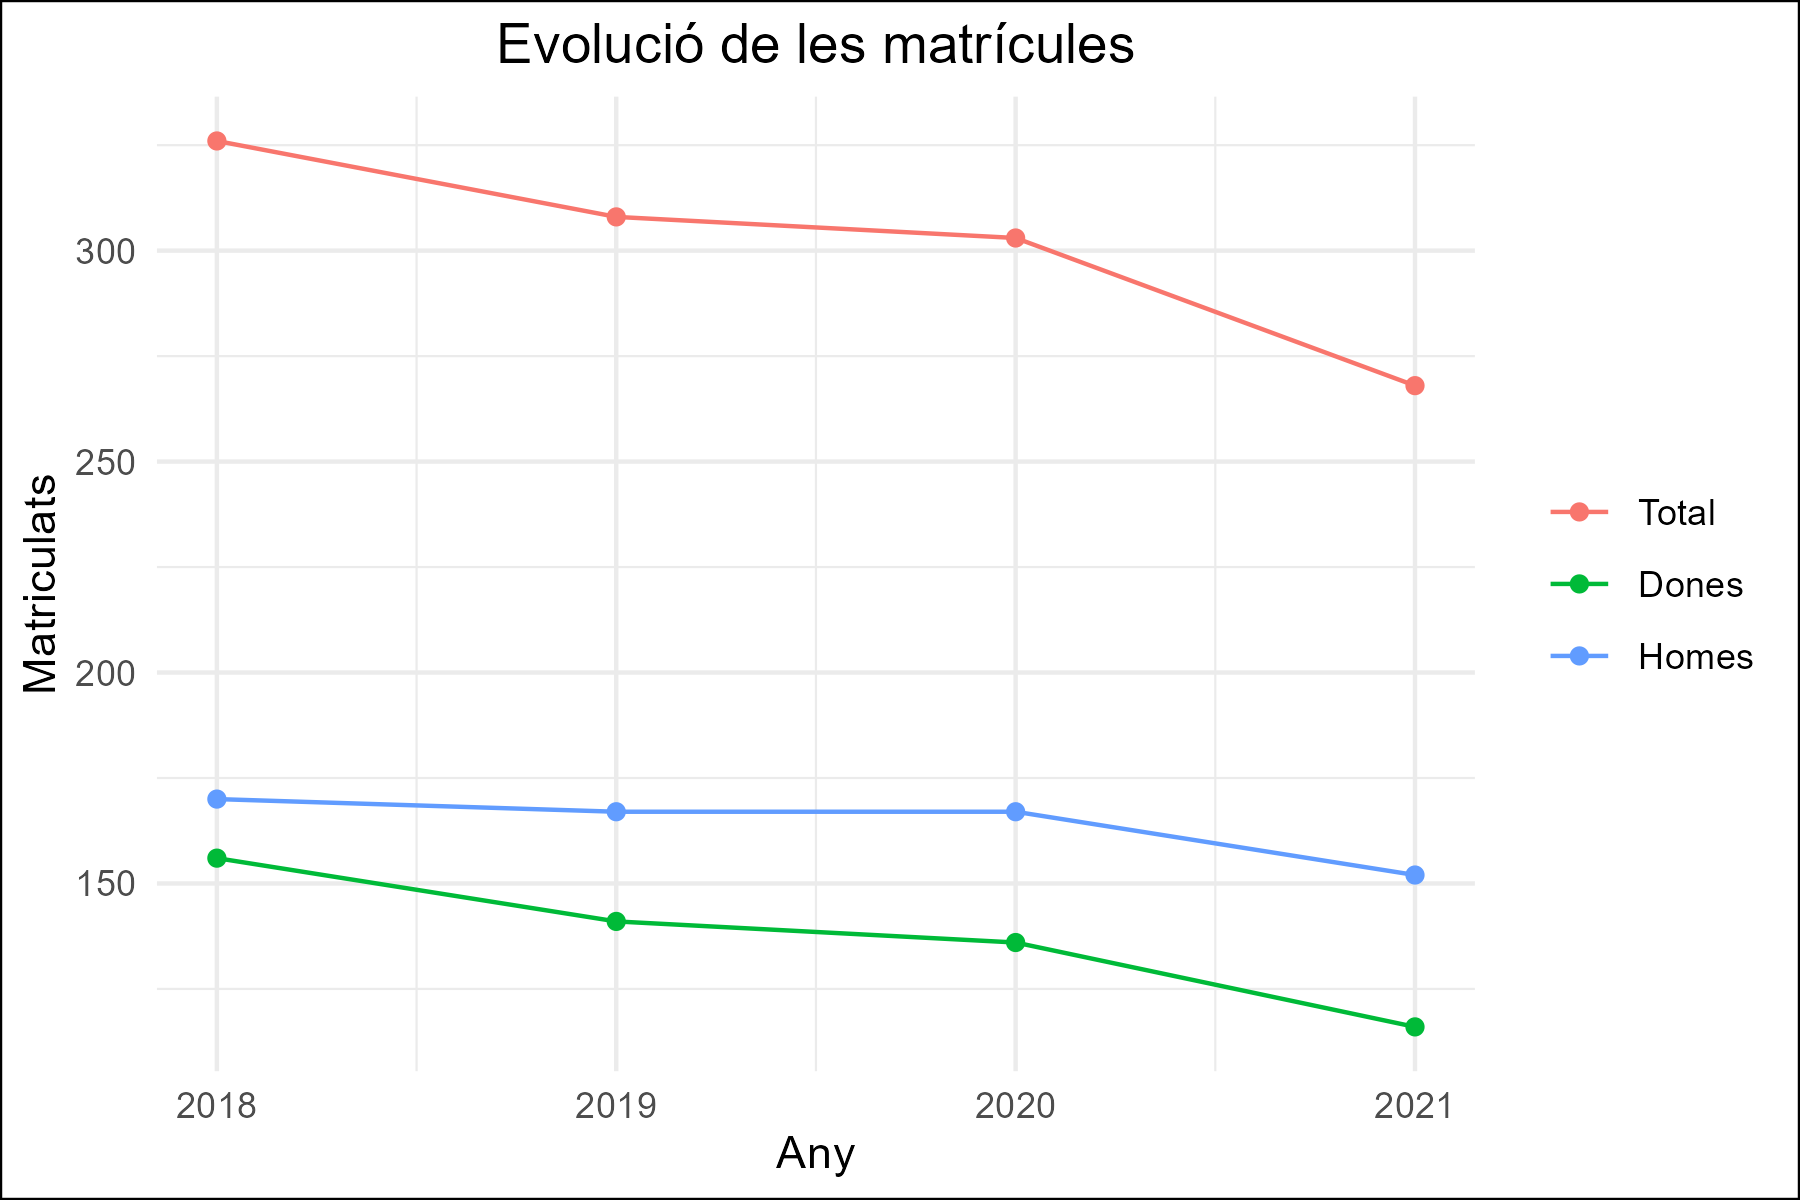 Evolució de les matrícules
Matriculats
300
250
200
150
2018
2019
2020
2021
Any
Total
Dones
Homes